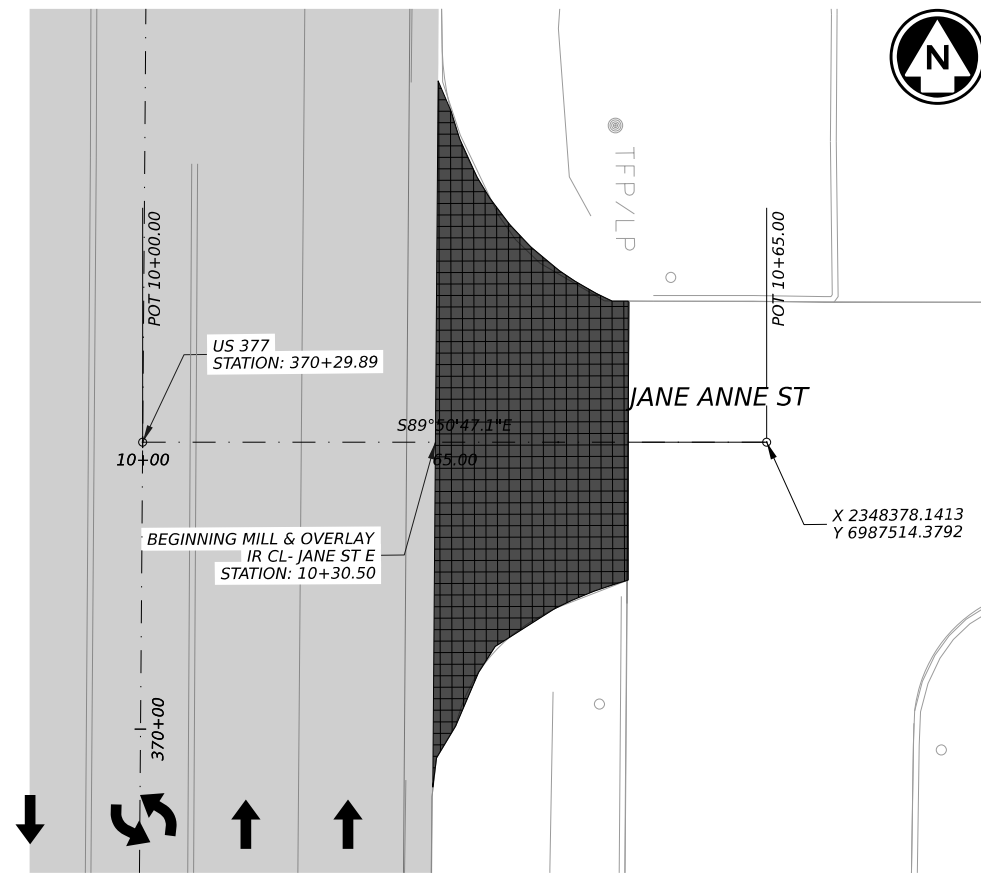 N
TFP/LP
POT 10+00.00
POT 10+65.00
US 377
STATION: 370+29.89
JANE ANNE ST
S89°50'47.1"E
10+00
65.00
X 2348378.1413
Y 6987514.3792
BEGINNING MILL & OVERLAY
IR CL- JANE ST E
STATION: 10+30.50
370+00